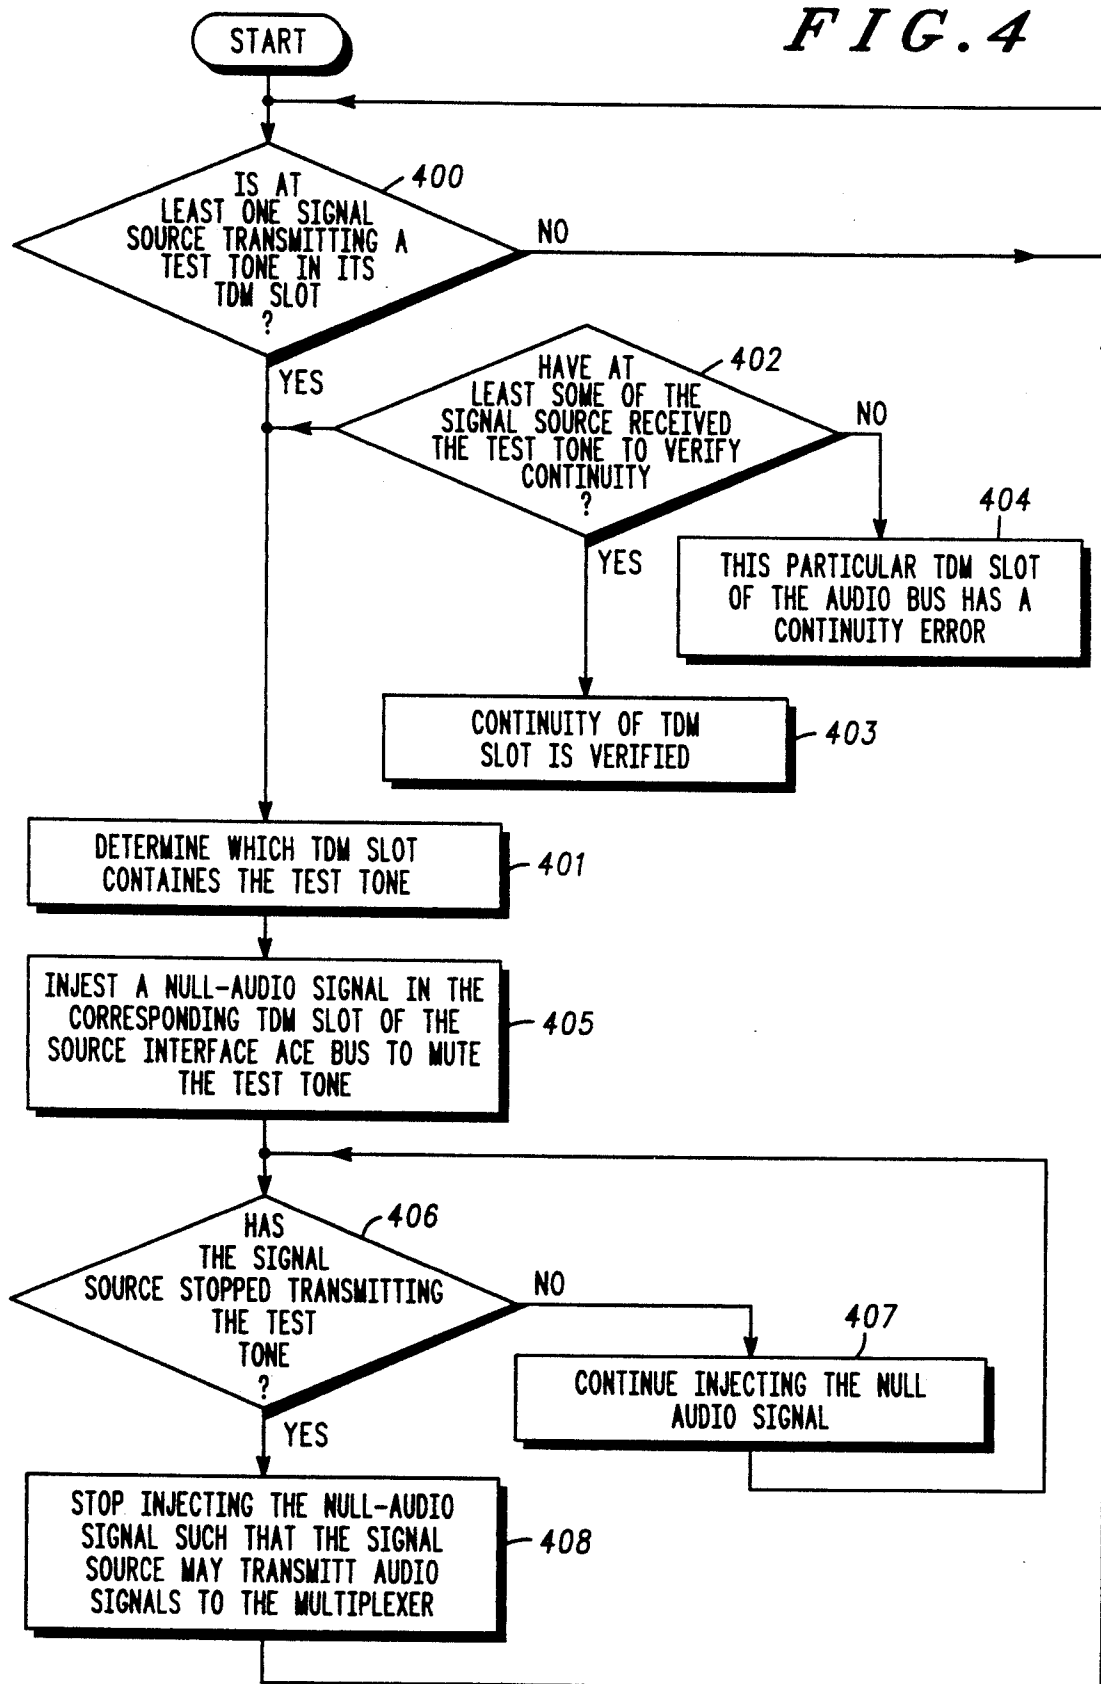 FIG. 4
START
400
IS AT
LEAST ONE SIGNAL
SOURCE TRANSMITTING A
TEST TONE IN ITS
TDM SLOT
?
NO
YES
402
HAVE AT
LEAST SOME OF THE
SIGNAL SOURCE RECEIVED
THE TEST TONE TO VERIFY
CONTINUITY
?
NO
YES
404
THIS PARTICULAR TDM SLOT
OF THE AUDIO BUS HAS A
CONTINUITY ERROR
CONTINUITY OF TDM
SLOT IS VERIFIED
403
DETERMINE WHICH TDM SLOT
CONTAINES THE TEST TONE
401
INJEST A NULL-AUDIO SIGNAL IN THE
CORRESPONDING TDM SLOT OF THE
SOURCE INTERFACE ACE BUS TO MUTE
THE TEST TONE
405
406
HAS
THE SIGNAL
SOURCE STOPPED TRANSMITTING
THE TEST
TONE
?
NO
YES
407
CONTINUE INJECTING THE NULL
AUDIO SIGNAL
STOP INJECTING THE NULL-AUDIO
SIGNAL SUCH THAT THE SIGNAL
SOURCE MAY TRANSMITT AUDIO
SIGNALS TO THE MULTIPLEXER
408